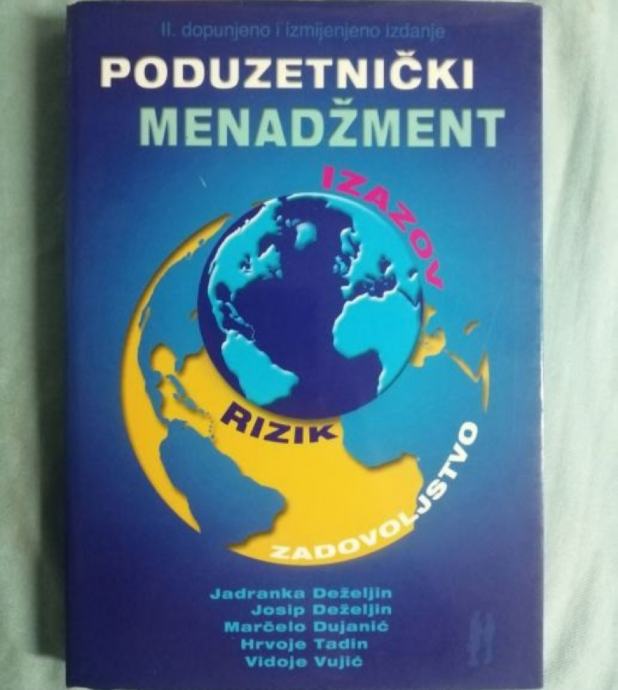 II. dopunjeno i izmijenjeno izdanje
PODUZETNIČKI
MENADŽMENT
IZAZOV
RIZIK
ZADOVOLJSTVO
Jadranka Deželjin
Josip Deželjin
Marčelo Dujanić
Hrvoje Tadin
Vidoje Vujić